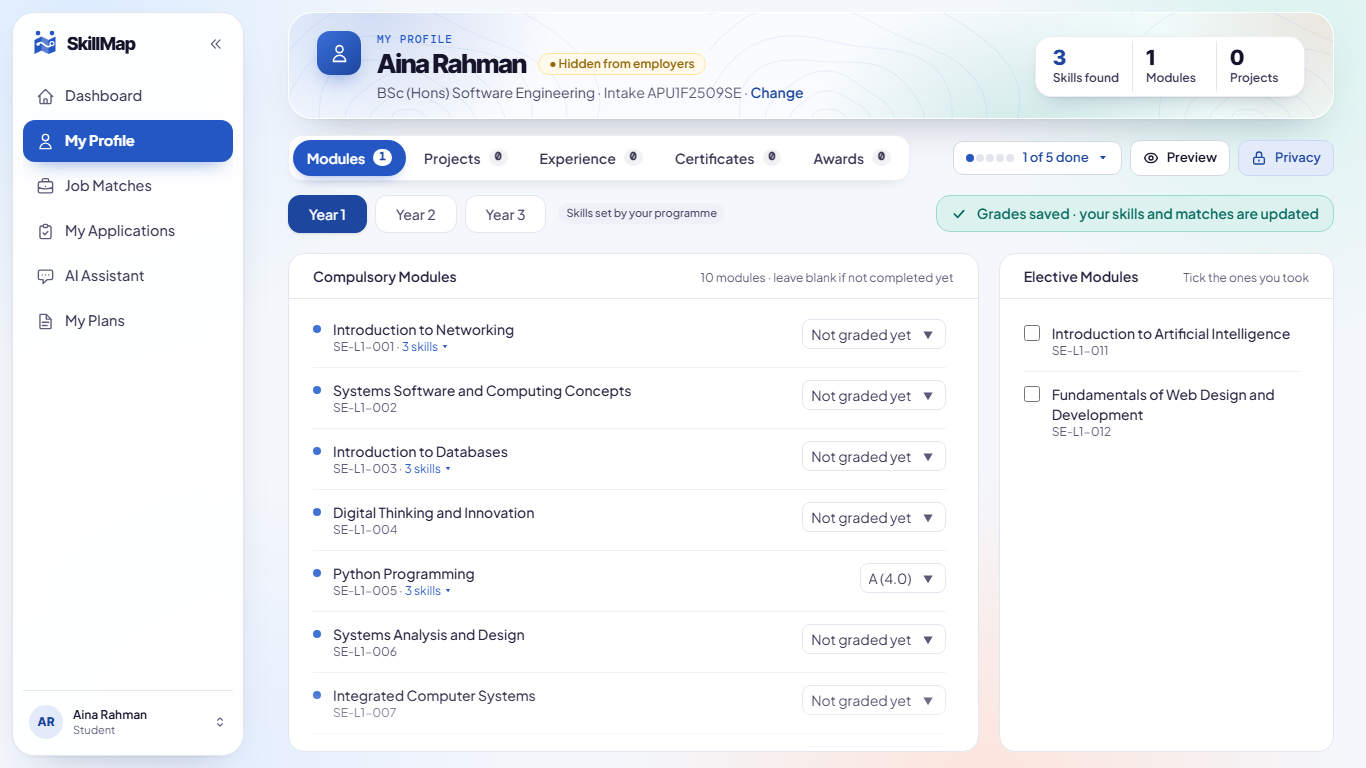 SkillMap
Dashboard
My Profile
Job Matches
My Applications
AI Assistant
My Plans
AR
Aina Rahman
Student
MY PROFILE
Aina Rahman
● Hidden from employers
BSc (Hons) Software Engineering · Intake APU1F2509SE · Change
3
Skills found
1
Modules
0
Projects
Modules 1
Projects 0
Experience 0
Certificates 0
Awards 0
1 of 5 done
Preview
Privacy
Year 1
Year 2
Year 3
Skills set by your programme
Grades saved · your skills and matches are updated
Compulsory Modules
10 modules · leave blank if not completed yet
Introduction to Networking
SE-L1-001 · 3 skills
Not graded yet
Systems Software and Computing Concepts
SE-L1-002
Not graded yet
Introduction to Databases
SE-L1-003 · 3 skills
Not graded yet
Digital Thinking and Innovation
SE-L1-004
Not graded yet
Python Programming
SE-L1-005 · 3 skills
A (4.0)
Systems Analysis and Design
SE-L1-006
Not graded yet
Integrated Computer Systems
SE-L1-007
Not graded yet
Elective Modules
Tick the ones you took
Introduction to Artificial Intelligence
SE-L1-011
Fundamentals of Web Design and
Development
SE-L1-012